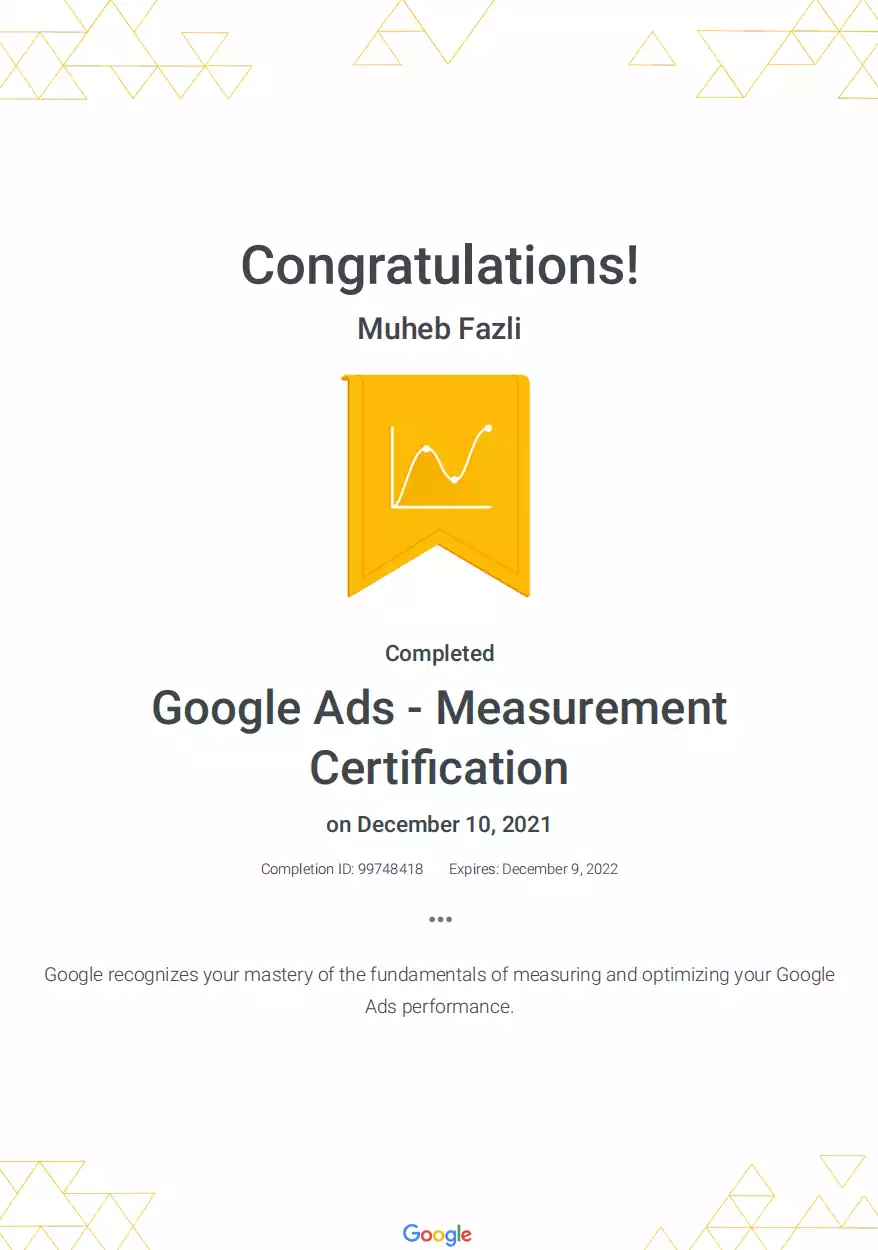 Congratulations!
Muheb Fazli
Completed
Google Ads - Measurement
Certification
on December 10, 2021
Completion ID: 99748418 Expires: December 9, 2022
•••
Google recognizes your mastery of the fundamentals of measuring and optimizing your Google
Ads performance.
Google